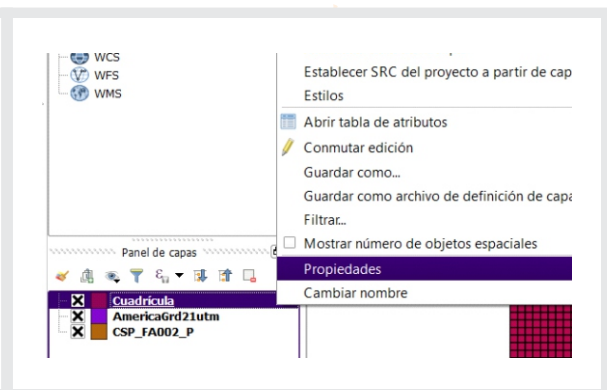 WCS
WFS
WMS
Establecer SRC del proyecto a partir de cap
Estilos
Abrir tabla de atributos
Conmutar edición
Guardar como...
Guardar como archivo de definición de capa
Filtrar...
Mostrar número de objetos espaciales
Propiedades
Cambiar nombre
Panel de capas
Cuadrícula
AmericaGrd21utm
CSP_FA002_P